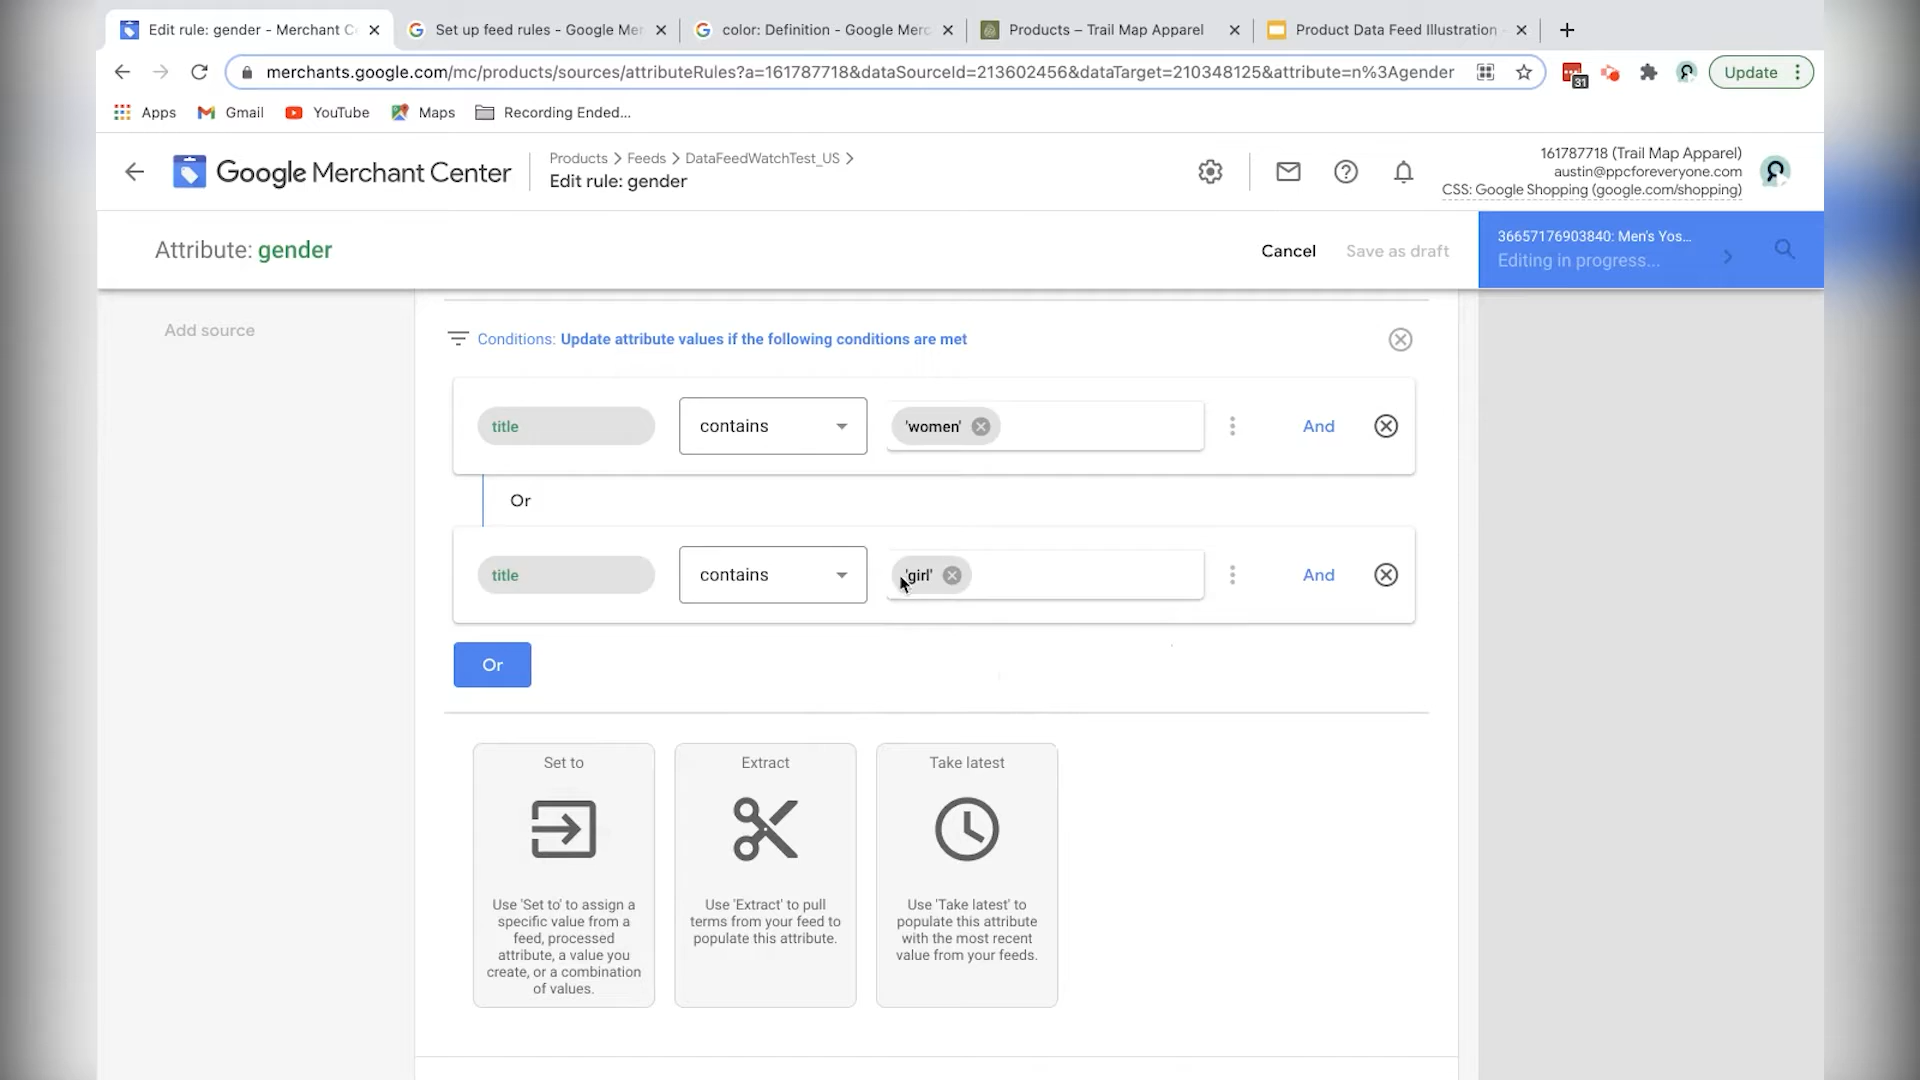 Edit rule: gender - Merchant C
Set up feed rules - Google Mer
color: Definition - Google Merc
Products – Trail Map Apparel
Product Data Feed Illustration -
merchants.google.com/mc/products/sources/attributeRules?a=161787718&dataSourceId=213602456&dataTarget=210348125&attribute=n%3Agender
31
Update
Apps
Gmail
YouTube
Maps
Recording Ended...
Google Merchant Center
Products > Feeds > DataFeedWatchTest_US >
Edit rule: gender
161787718 (Trail Map Apparel)
austin@ppcforeveryone.com
CSS: Google Shopping (google.com/shopping)
Attribute: gender
Cancel
Save as draft
36657176903840: Men's Yos...
Editing in progress...
Add source
Conditions: Update attribute values if the following conditions are met
title
contains
'women'
And
Or
title
contains
'girl'
And
Or
Set to
Use 'Set to' to assign a
specific value from a
feed, processed
attribute, a value you
create, or a combination
of values.
Extract
Use 'Extract' to pull
terms from your feed to
populate this attribute.
Take latest
Use 'Take latest' to
populate this attribute
with the most recent
value from your feeds.